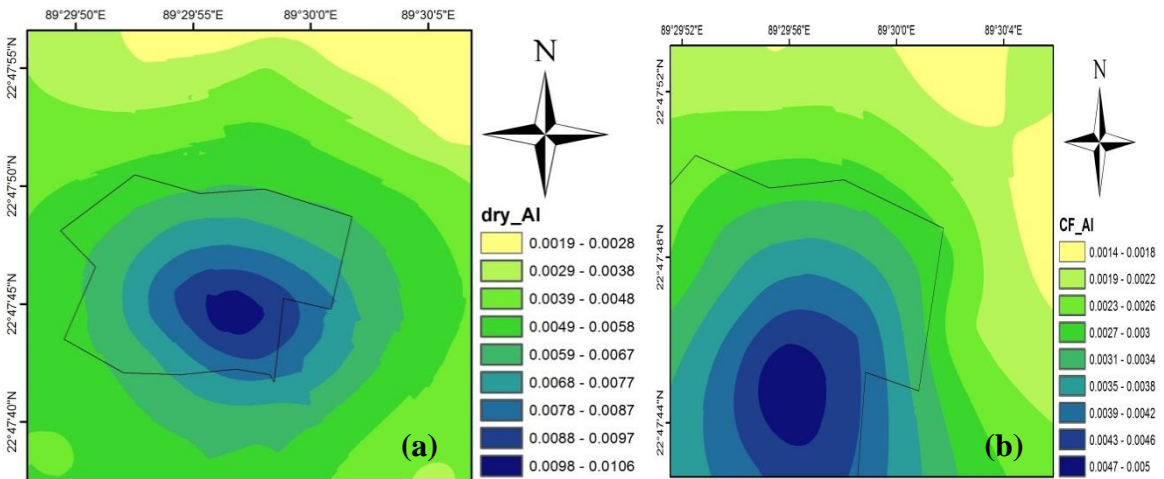 89°29'50"E 89°29'55"E 89°30'0"E 89°30'5"E
22°47'55"N
22°47'50"N
22°47'45"N
22°47'40"N
N
dry_Al
0.0019 - 0.0028
0.0029 - 0.0038
0.0039 - 0.0048
0.0049 - 0.0058
0.0059 - 0.0067
0.0068 - 0.0077
0.0078 - 0.0087
0.0088 - 0.0097
0.0098 - 0.0106
(a)
89°29'52"E 89°29'56"E 89°30'0"E 89°30'4"E
22°47'52"N
22°47'48"N
22°47'44"N
N
CF_Al
0.0014 - 0.0018
0.0019 - 0.0022
0.0023 - 0.0026
0.0027 - 0.003
0.0031 - 0.0034
0.0035 - 0.0038
0.0039 - 0.0042
0.0043 - 0.0046
0.0047 - 0.005
(b)